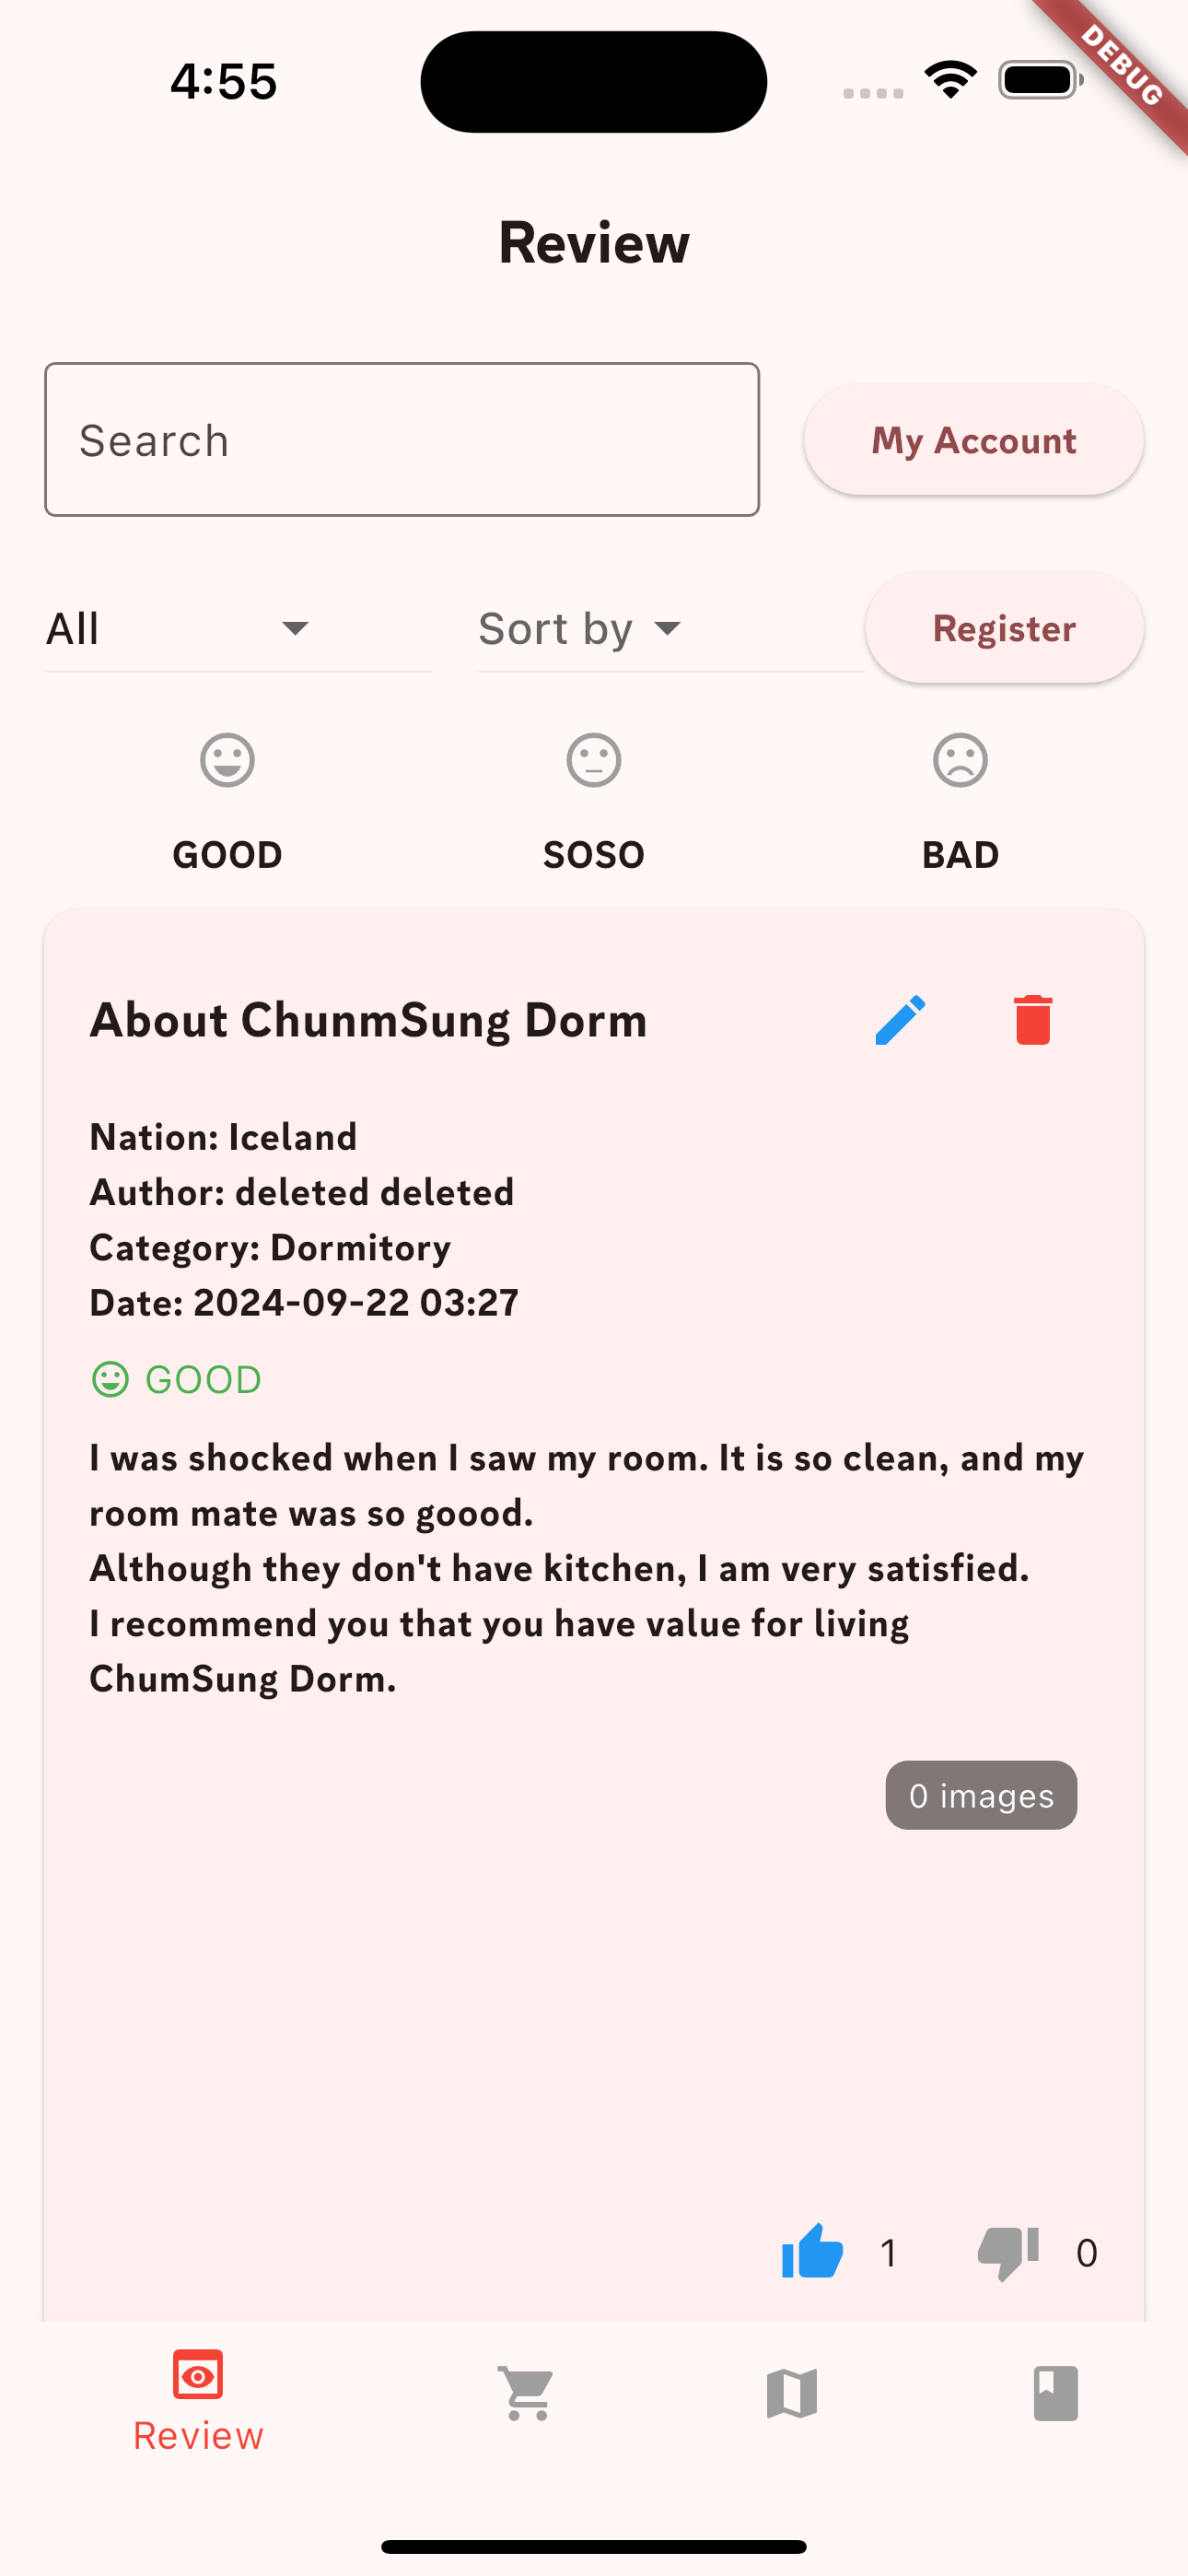 4:55
DEBUG
Review
Search
My Account
All
Sort by
Register
GOOD
SOSO
BAD
About ChunmSung Dorm
Nation: Iceland
Author: deleted deleted
Category: Dormitory
Date: 2024-09-22 03:27
GOOD
I was shocked when I saw my room. It is so clean, and my
room mate was so goood.
Although they don't have kitchen, I am very satisfied.
I recommend you that you have value for living
ChumSung Dorm.
0 images
1
0
Review